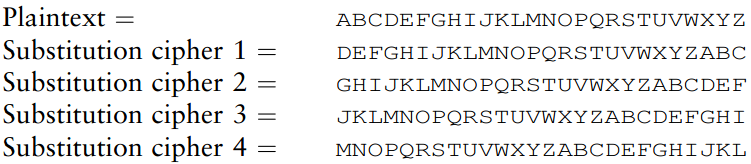 Plaintext = ABCDEFGHIJKLMNOPQRSTUVWXYZ
Substitution cipher 1 = DEFGHIJKLMNOPQRSTUVWXYZABC
Substitution cipher 2 = GHIJKLMNOPQRSTUVWXYZABCDEF
Substitution cipher 3 = JKLMNOPQRSTUVWXYZABCDEFGHI
Substitution cipher 4 = MNOPQRSTUVWXYZABCDEFGHIJKL